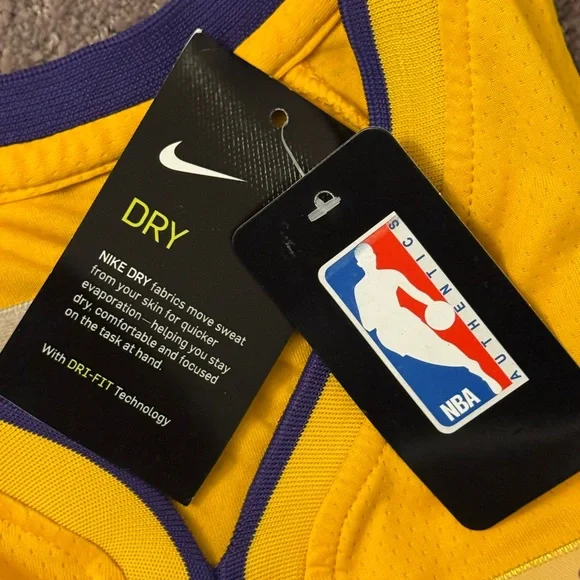 DRY
NIKE DRY fabrics move sweat
from your skin for quicker
evaporation—helping you stay
dry, comfortable and focused
on the task at hand.
With DRI-FIT Technology
NBA
AUTHENTICS